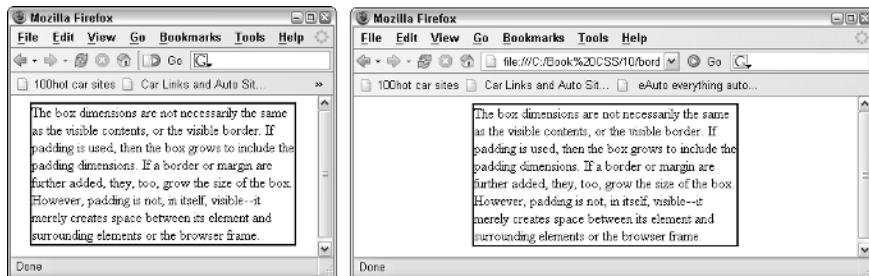 Mozilla Firefox
File Edit View Go Bookmarks Tools Help
Go G
100hot car sites Car Links and Auto Sit... »
The box dimensions are not necessarily the same
as the visible contents, or the visible border. If
padding is used, then the box grows to include the
padding dimensions. If a border or margin are
further added, they, too, grow the size of the box.
However, padding is not, in itself, visible--it
merely creates space between its element and
surrounding elements or the browser frame.
Done
Mozilla Firefox
File Edit View Go Bookmarks Tools Help
file:///C:/Book%20CSS/10/bord Go G
100hot car sites Car Links and Auto Sit... eAuto everything auto...
The box dimensions are not necessarily the same
as the visible contents, or the visible border. If
padding is used, then the box grows to include the
padding dimensions. If a border or margin are
further added, they, too, grow the size of the box.
However, padding is not, in itself, visible--it
merely creates space between its element and
surrounding elements or the browser frame.
Done